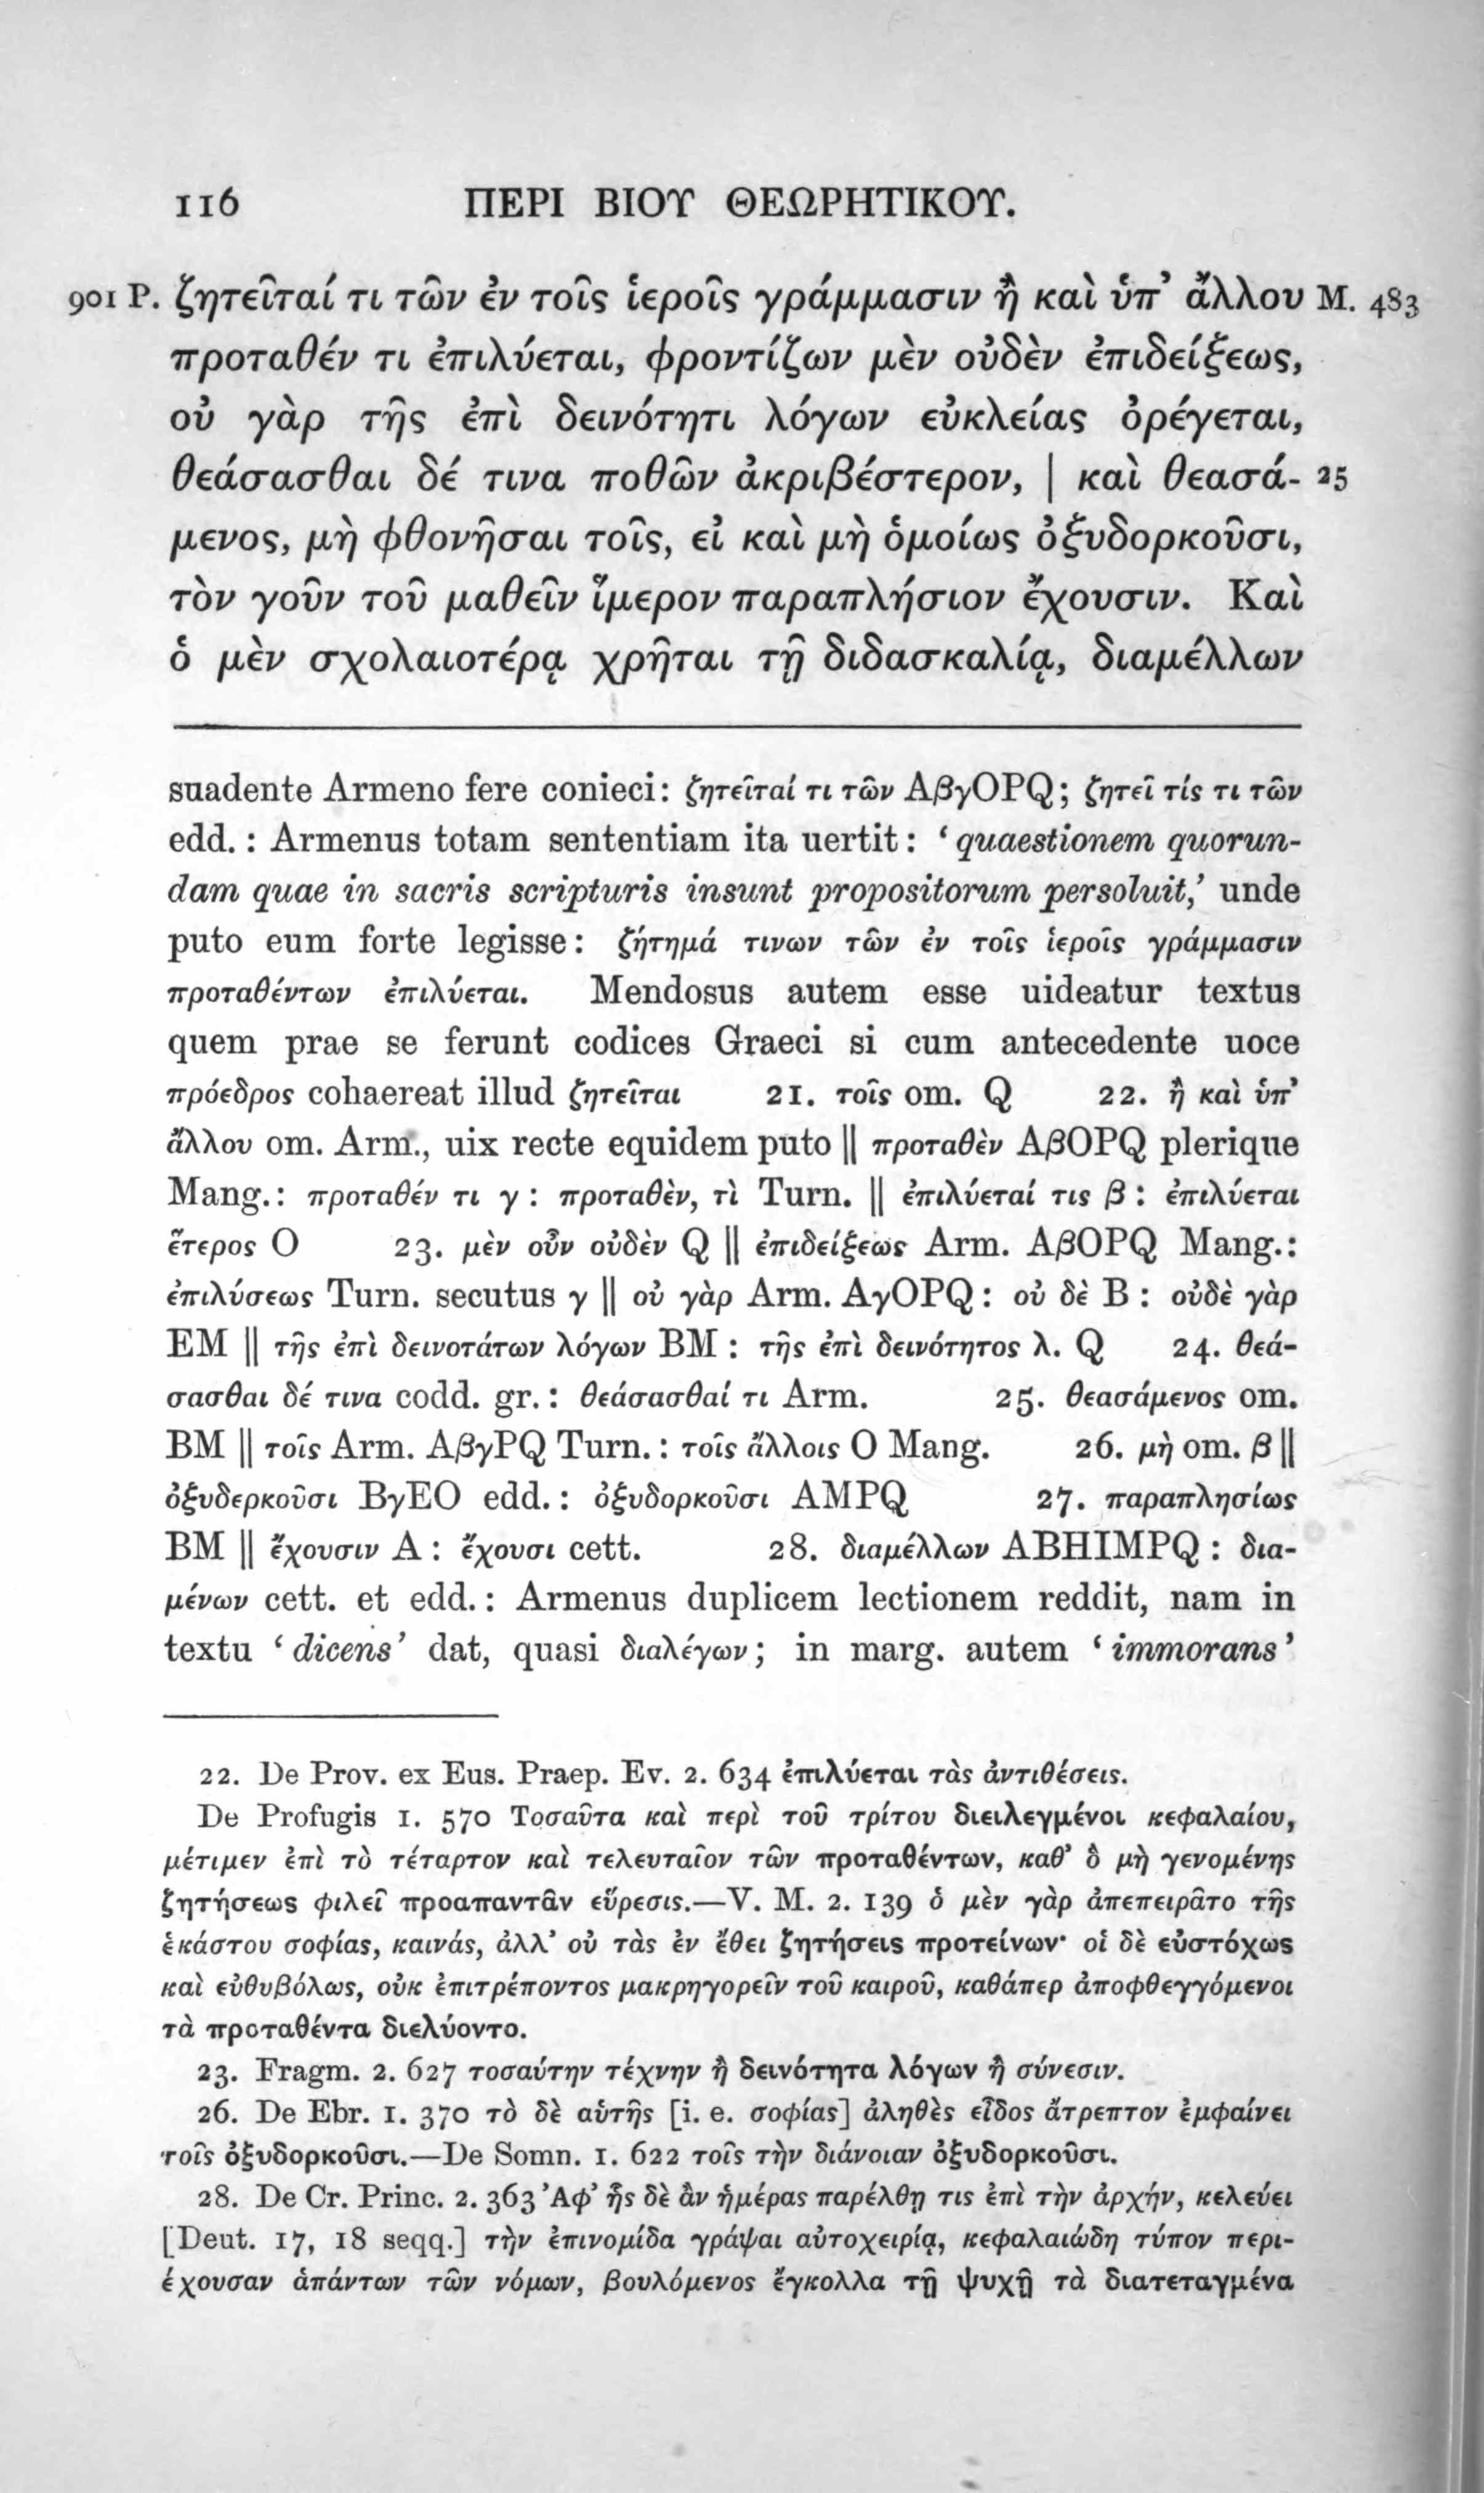 116 ΠΕΡΙ ΒΙΟΥ ΘΕΩΡΗΤΙΚΟΥ.
901 P. ζητεῖταί τι τῶν ἐν τοῖς ἱεροῖς γράμμασιν ἢ καὶ ὑπ’ ἄλλου M. 483
προταθέν τι ἐπιλύεται, φροντίζων μὲν οὐδὲν ἐπιδείξεως,
οὐ γὰρ τῆς ἐπὶ δεινότητι λόγων εὐκλείας ὀρέγεται,
θεάσασθαι δέ τινα ποθῶν ἀκριβέστερον, | καὶ θεασά- 25
μενος, μὴ φθονῆσαι τοῖς, εἰ καὶ μὴ ὁμοίως ὀξυδορκοῦσι,
τὸν γοῦν τοῦ μαθεῖν ἵμερον παραπλήσιον ἔχουσιν. Καὶ
ὁ μὲν σχολαιοτέρᾳ χρῆται τῇ διδασκαλίᾳ, διαμέλλων
suadente Armeno fere conieci: ζητεῖταί τι τῶν ΑβγOPQ; ζητεῖ τίς τι τῶν
edd. : Armenus totam sententiam ita uertit : ‘ quaestionem quorun-
dam quae in sacris scripturis insunt propositorum persoluit,’ unde
puto eum forte legisse: ζήτημά τινων τῶν ἐν τοῖς ἱεροῖς γράμμασιν
προταθέντων ἐπιλύεται. Mendosus autem esse uideatur textus
quem prae se ferunt codices Graeci si cum antecedente uoce
πρόεδρος cohaereat illud ζητεῖται 21. τοῖς om. Q 22. ἢ καὶ ὑπ’
ἄλλου om. Arm., uix recte equidem puto || προταθὲν ΑβOPQ plerique
Mang.: προταθέν τι γ : προταθὲν, τὶ Turn. || ἐπιλύεταί τις β : ἐπιλύεται
ἕτερος O 23. μὲν οὖν οὐδὲν Q || ἐπιδείξεως Arm. ΑβOPQ Mang.:
ἐπιλύσεως Turn. secutus γ || οὐ γὰρ Arm. ΑγOPQ : οὐ δὲ B : οὐδὲ γὰρ
EM || τῆς ἐπὶ δεινοτάτων λόγων BM : τῆς ἐπὶ δεινότητος λ. Q 24. θεά-
σασθαι δέ τινα codd. gr. : θεάσασθαί τι Arm. 25. θεασάμενος om.
BM || τοῖς Arm. ΑβγPQ Turn. : τοῖς ἄλλοις O Mang. 26. μὴ om. β ||
ὀξυδερκοῦσι BγEO edd. : ὀξυδορκοῦσι AMPQ 27. παραπλησίως
BM || ἔχουσιν A : ἔχουσι cett. 28. διαμέλλων ABHIMPQ : δια-
μένων cett. et edd. : Armenus duplicem lectionem reddit, nam in
textu ‘ dicens’ dat, quasi διαλέγων ; in marg. autem ‘ immorans ’
22. De Prov. ex Eus. Praep. Ev. 2. 634 ἐπιλύεται τὰς ἀντιθέσεις.
De Profugis 1. 570 Τοσαῦτα καὶ περὶ τοῦ τρίτου διειλεγμένοι κεφαλαίου,
μέτιμεν ἐπὶ τὸ τέταρτον καὶ τελευταῖον τῶν προταθέντων, καθ’ ὃ μὴ γενομένης
ζητήσεως φιλεῖ προαπαντᾶν εὕρεσις.—V. M. 2. 139 ὁ μὲν γὰρ ἀπεπειρᾶτο τῆς
ἑκάστου σοφίας, καινάς, ἀλλ’ οὐ τὰς ἐν ἔθει ζητήσεις προτείνων· οἱ δὲ εὐστόχως
καὶ εὐθυβόλως, οὐκ ἐπιτρέποντος μακρηγορεῖν τοῦ καιροῦ, καθάπερ ἀποφθεγγόμενοι
τὰ προταθέντα διελύοντο.
23. Fragm. 2. 627 τοσαύτην τέχνην ἢ δεινότητα λόγων ἢ σύνεσιν.
26. De Ebr. 1. 370 τὸ δὲ αὐτῆς [i. e. σοφίας] ἀληθὲς εἶδος ἄτρεπτον ἐμφαίνει
τοῖς ὀξυδορκοῦσι.—De Somn. 1. 622 τοῖς τὴν διάνοιαν ὀξυδορκοῦσι.
28. De Cr. Princ. 2. 363 Ἀφ’ ἧς δὲ ἂν ἡμέρας παρέλθῃ τις ἐπὶ τὴν ἀρχήν, κελεύει
[Deut. 17, 18 seqq.] τὴν ἐπινομίδα γράψαι αὐτοχειρίᾳ, κεφαλαιώδη τύπον περι-
έχουσαν ἁπάντων τῶν νόμων, βουλόμενος ἔγκολλα τῇ ψυχῇ τὰ διατεταγμένα